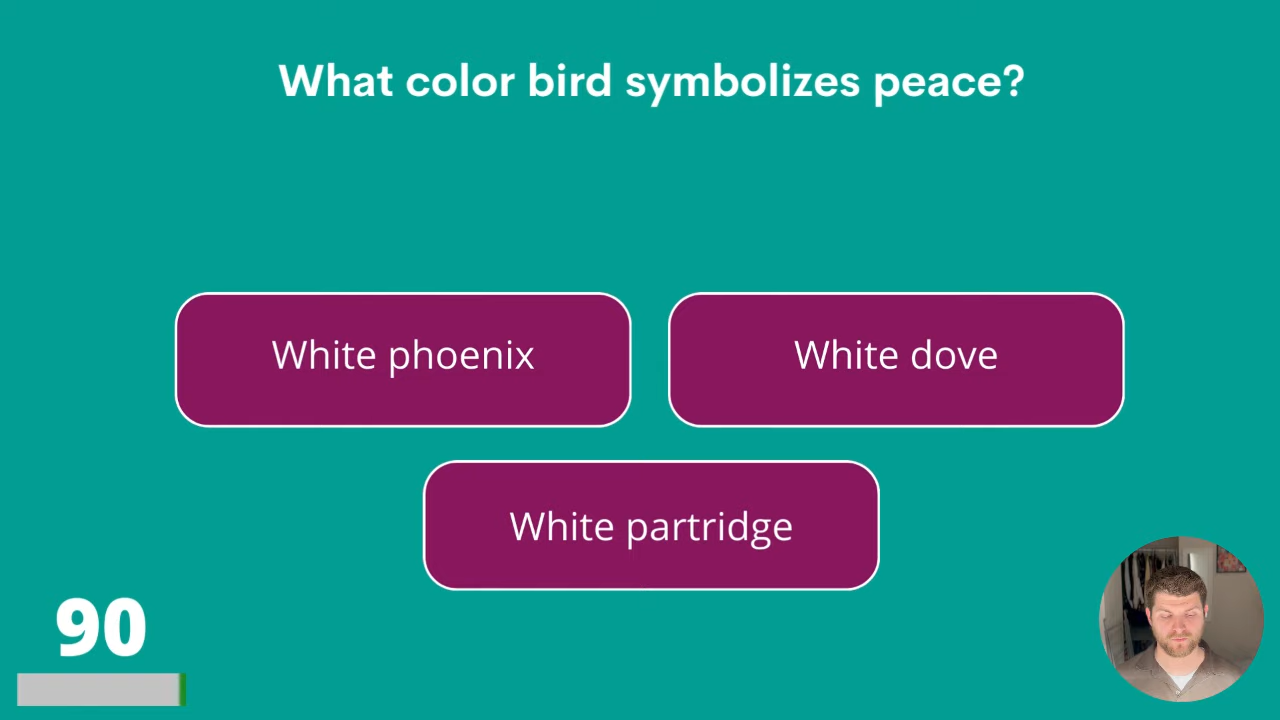 What color bird symbolizes peace?
White phoenix
White dove
White partridge
90